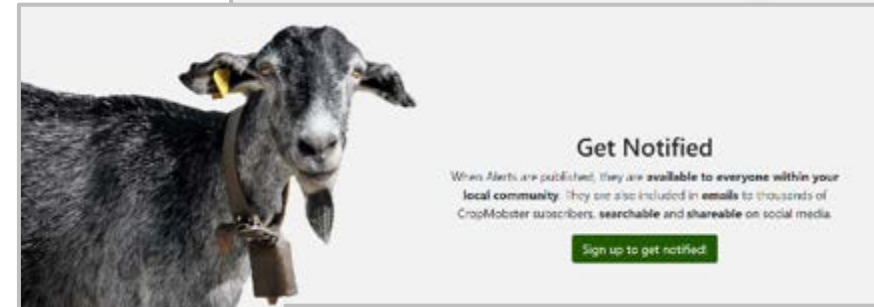 Get Notified
When Alerts are published, they are available to everyone within your
local community. They are also included in emails to thousands of
CropMobster subscribers, searchable and shareable on social media.
Sign up to get notified!